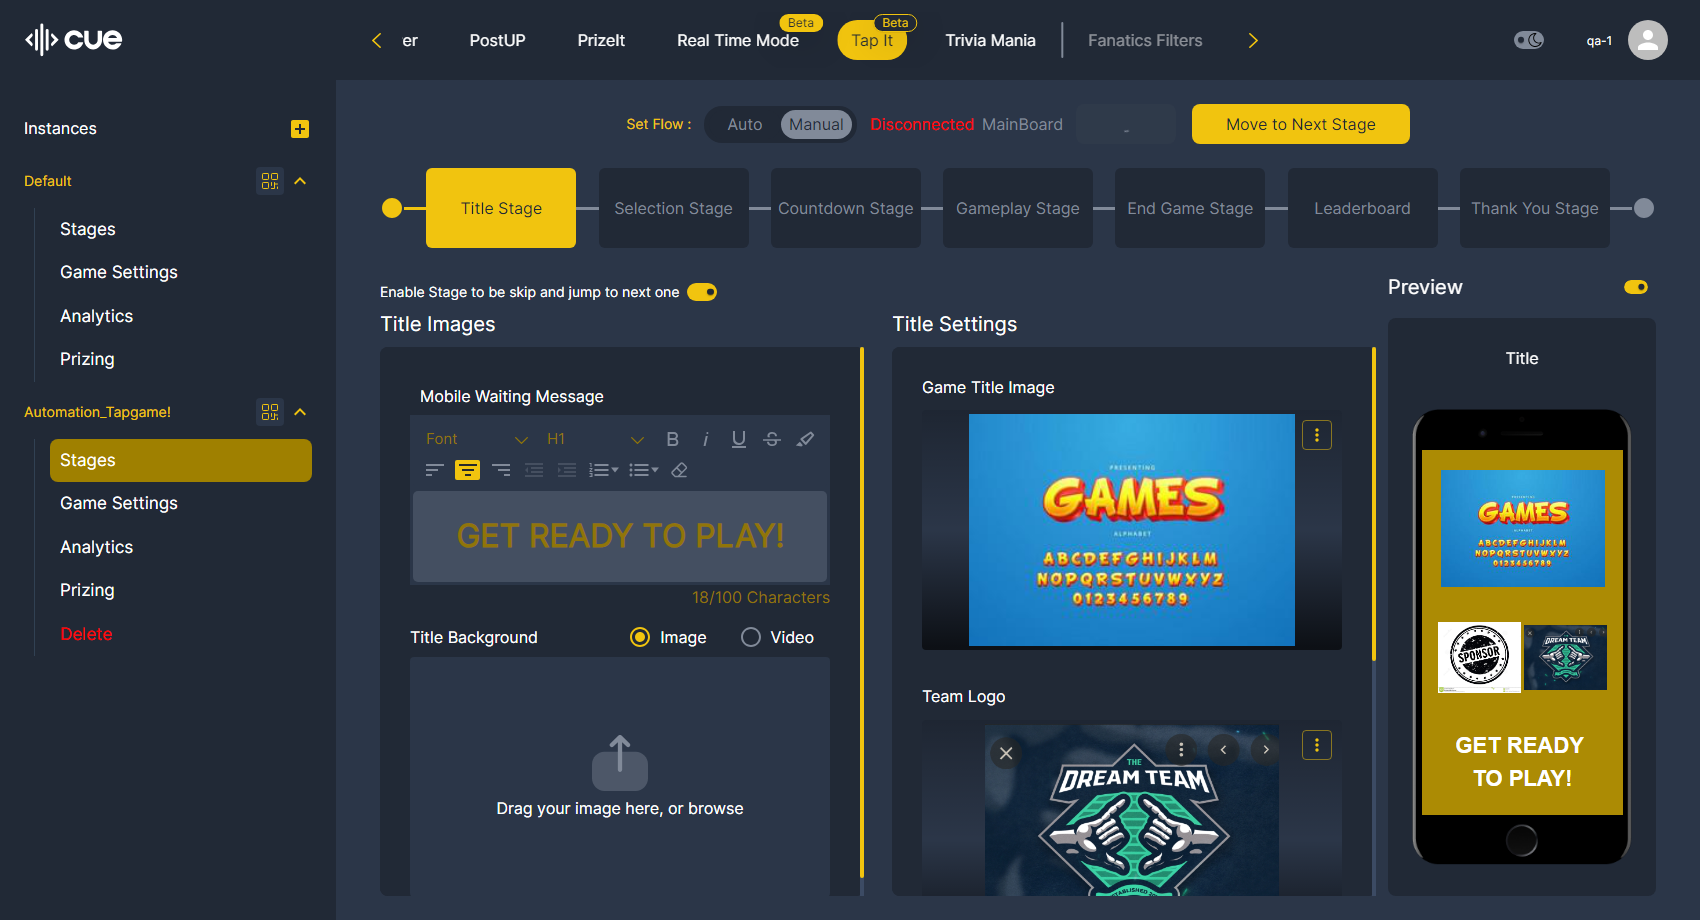 cue
er
PostUP
PrizeIt
Real Time Mode
Beta
Tap It
Beta
Trivia Mania
Fanatics Filters
qa-1
Instances
Default
Stages
Game Settings
Analytics
Prizing
Automation_Tapgame!
Stages
Game Settings
Analytics
Prizing
Delete
Set Flow :
Auto
Manual
Disconnected
MainBoard
-
Move to Next Stage
Title Stage
Selection Stage
Countdown Stage
Gameplay Stage
End Game Stage
Leaderboard
Thank You Stage
Enable Stage to be skip and jump to next one
Title Images
Mobile Waiting Message
Font
H1
B
i
U
S
GET READY TO PLAY!
18/100 Characters
Title Background
Image
Video
Drag your image here, or browse
Title Settings
Game Title Image
PRESENTING
GAMES
ALPHABET
ABCDEFGHIJKLM
NOPQRSTUVWXYZ
0123456789
Team Logo
THE
DREAM TEAM
Preview
Title
PRESENTING
GAMES
ALPHABET
ABCDEFGHIJKLM
NOPQRSTUVWXYZ
0123456789
SPONSOR
DREAM TEAM
GET READY
TO PLAY!